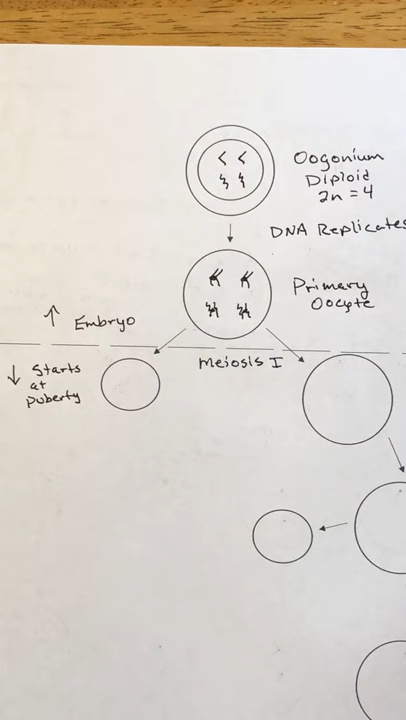 Oogonium
Diploid
2n = 4
DNA Replicates
Primary
Oocyte
↑ Embryo
Meiosis I
↓ Starts
at
puberty